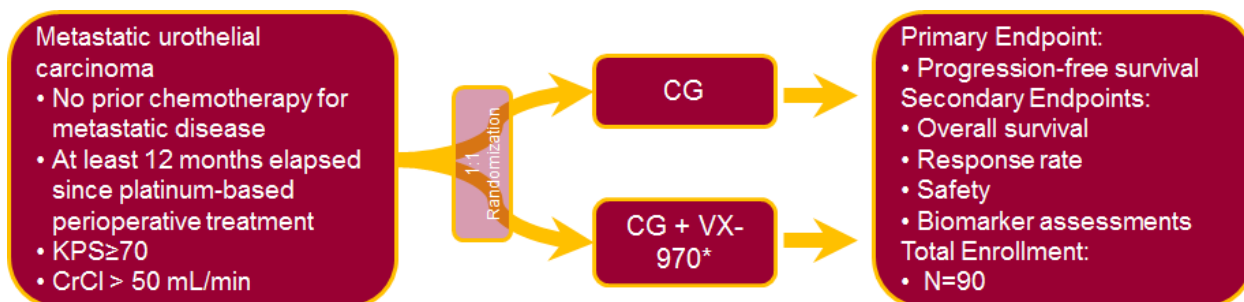 Metastatic urothelial
carcinoma
• No prior chemotherapy for
metastatic disease
• At least 12 months elapsed
since platinum-based
perioperative treatment
• KPS≥70
• CrCl > 50 mL/min
1:1
Randomization
CG
CG + VX-
970*
Primary Endpoint:
• Progression-free survival
Secondary Endpoints:
• Overall survival
• Response rate
• Safety
• Biomarker assessments
Total Enrollment:
• N=90